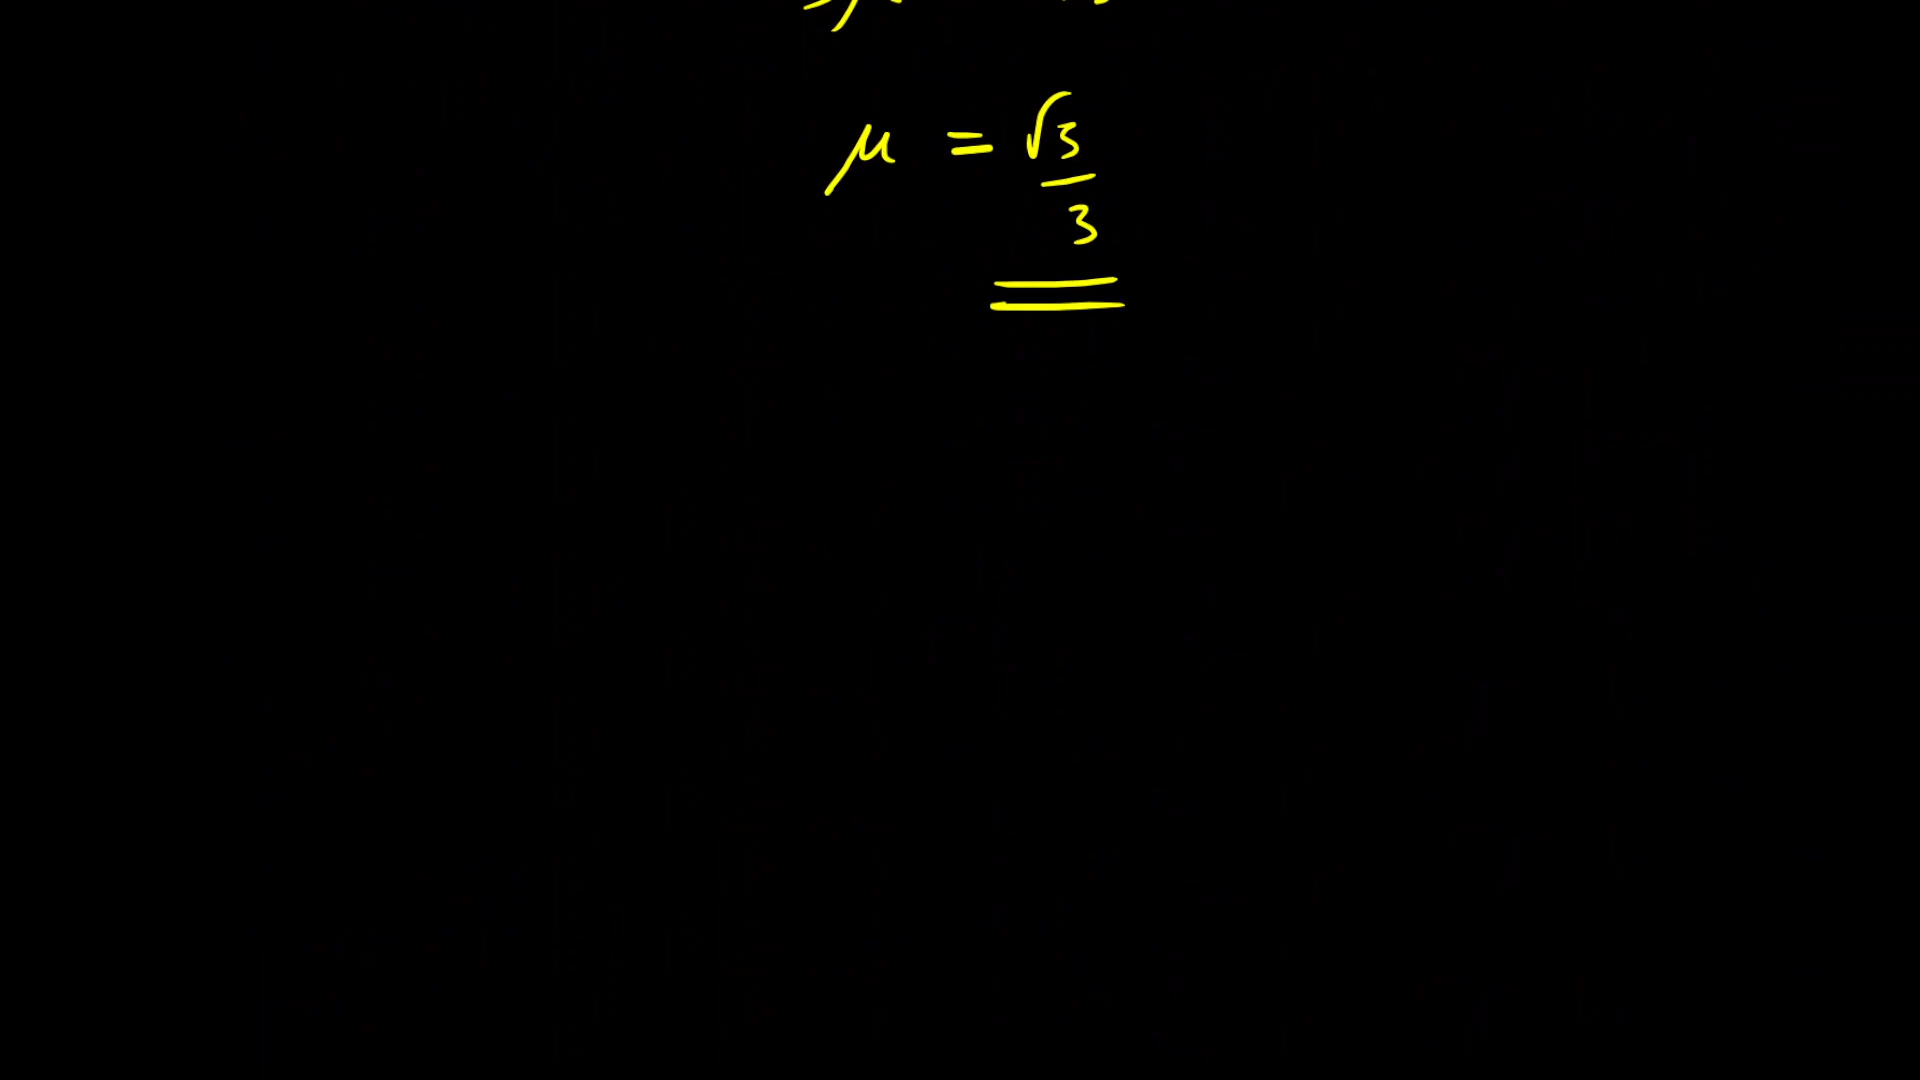 μ = √3/3